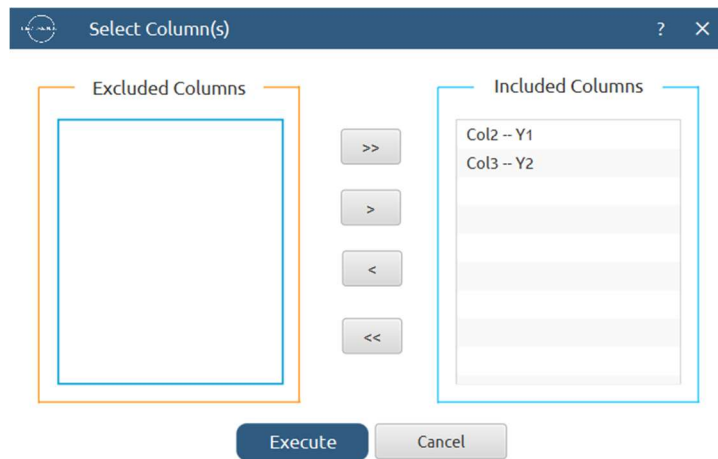 Select Column(s)
? ×
Excluded Columns
Included Columns
Col2 -- Y1
Col3 -- Y2
>>
>
<
<<
Execute
Cancel